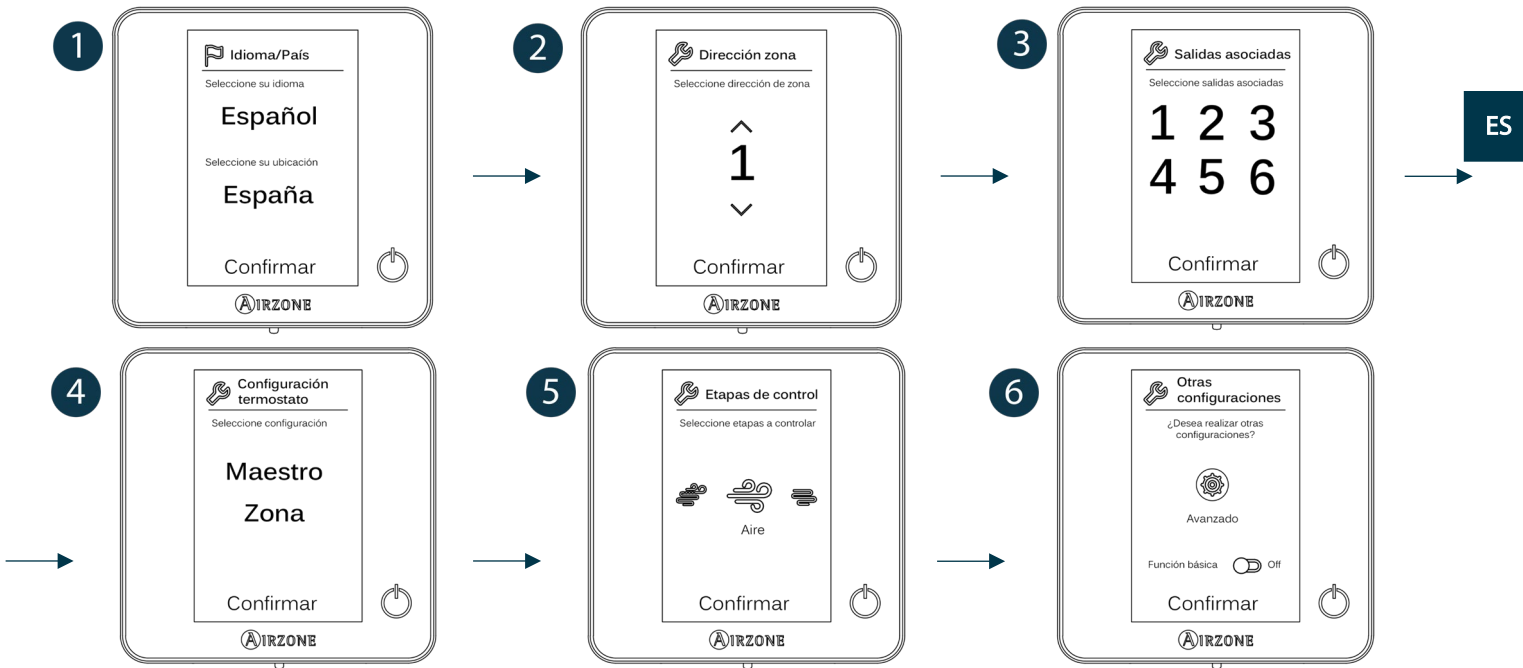 1
Idioma/País
Seleccione su idioma
Español
Seleccione su ubicación
España
Confirmar
AIRZONE
2
Dirección zona
Seleccione dirección de zona
1
Confirmar
AIRZONE
3
Salidas asociadas
Seleccione salidas asociadas
1 2 3
4 5 6
Confirmar
AIRZONE
ES
4
Configuración
termostato
Seleccione configuración
Maestro
Zona
Confirmar
AIRZONE
5
Etapas de control
Seleccione etapas a controlar
Aire
Confirmar
AIRZONE
6
Otras
configuraciones
¿Desea realizar otras
configuraciones?
Avanzado
Función básica Off
Confirmar
AIRZONE